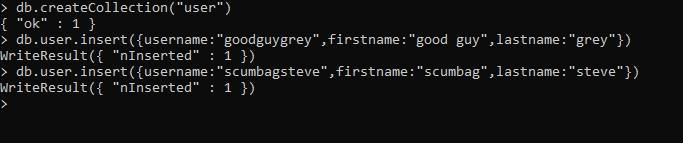 > db.createCollection("user")
{ "ok" : 1 }
> db.user.insert({username:"goodguygrey",firstname:"good guy",lastname:"grey"})
WriteResult({ "nInserted" : 1 })
> db.user.insert({username:"scumbagsteve",firstname:"scumbag",lastname:"steve"})
WriteResult({ "nInserted" : 1 })
>